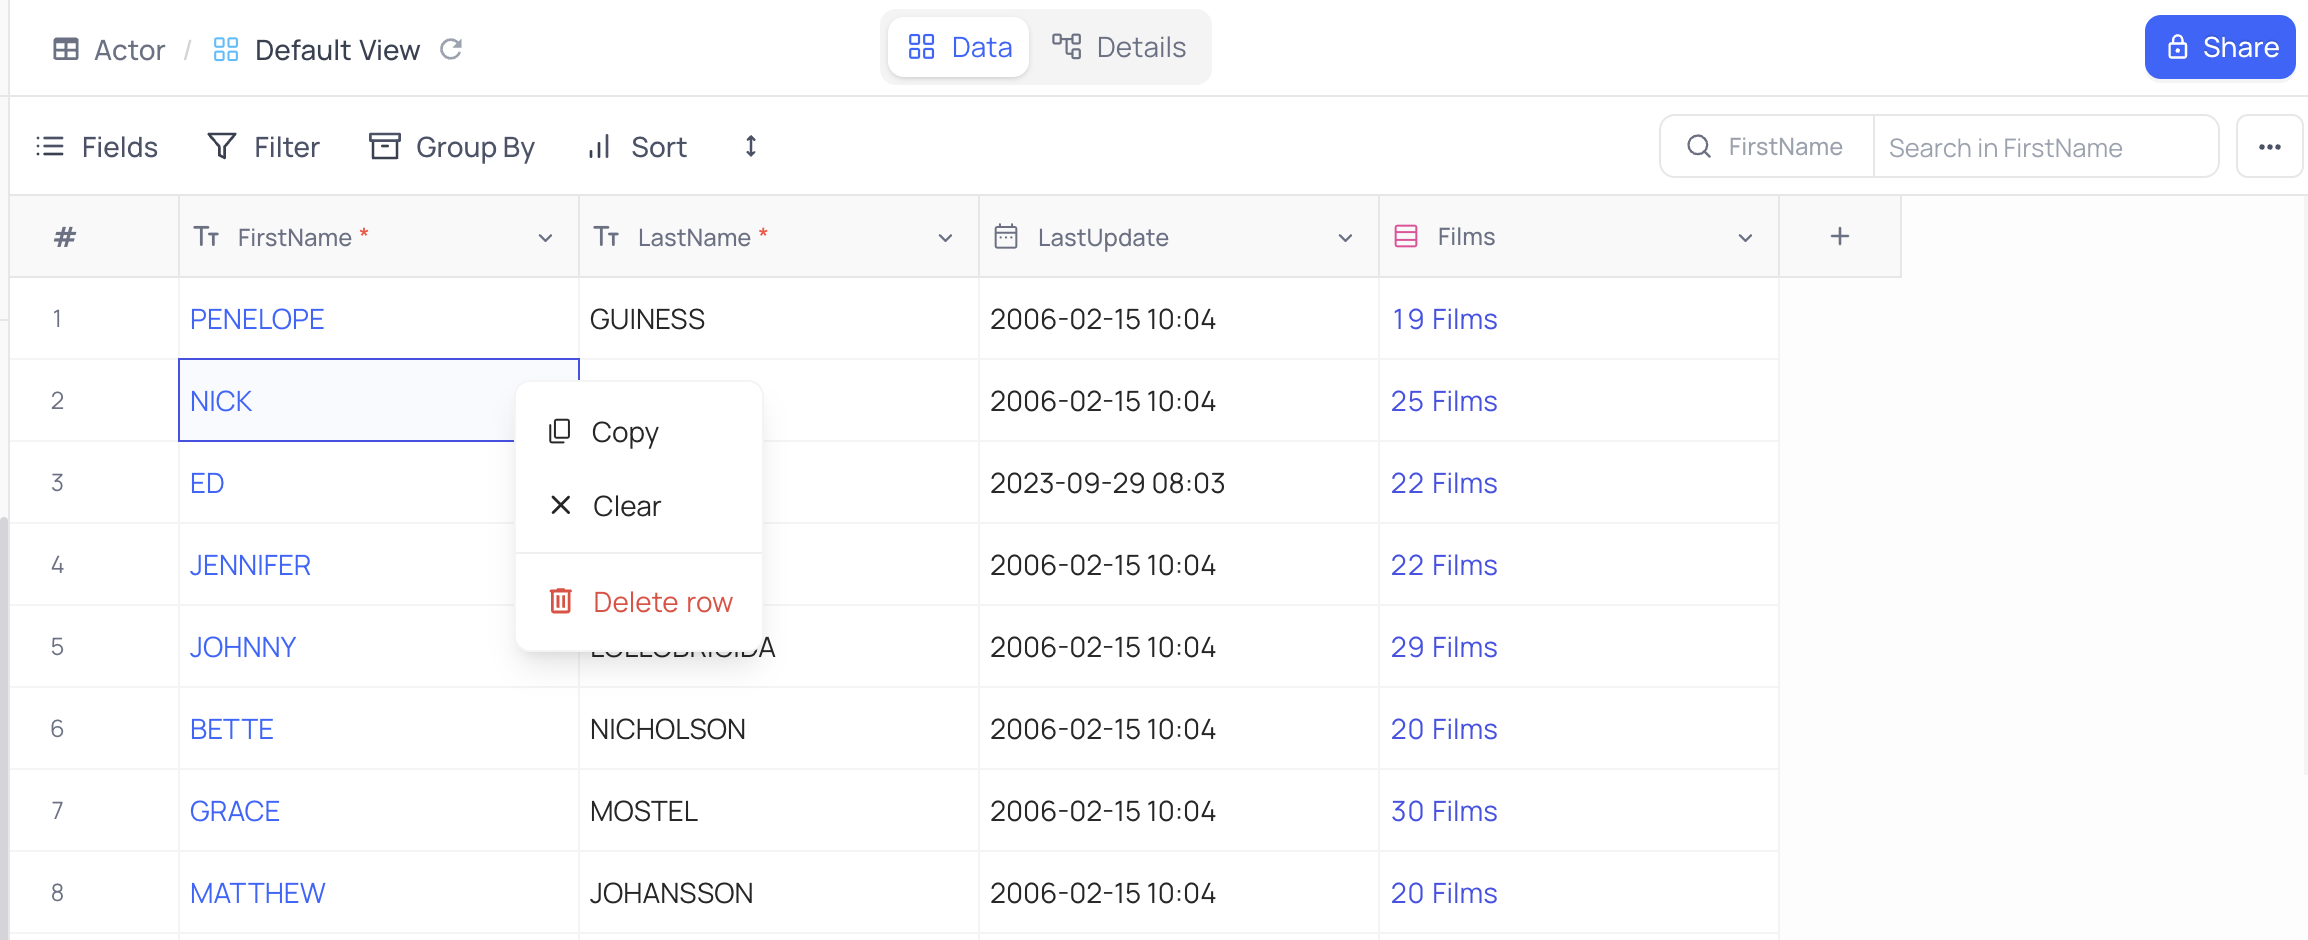 Actor / Default View
Data
Details
Share
Fields
Filter
Group By
Sort
FirstName
Search in FirstName
# FirstName * LastName * LastUpdate Films +
1 PENELOPE GUINESS 2006-02-15 10:04 19 Films
2 NICK 2006-02-15 10:04 25 Films
Copy
3 ED 2023-09-29 08:03 22 Films
Clear
4 JENNIFER 2006-02-15 10:04 22 Films
Delete row
5 JOHNNY 2006-02-15 10:04 29 Films
6 BETTE NICHOLSON 2006-02-15 10:04 20 Films
7 GRACE MOSTEL 2006-02-15 10:04 30 Films
8 MATTHEW JOHANSSON 2006-02-15 10:04 20 Films